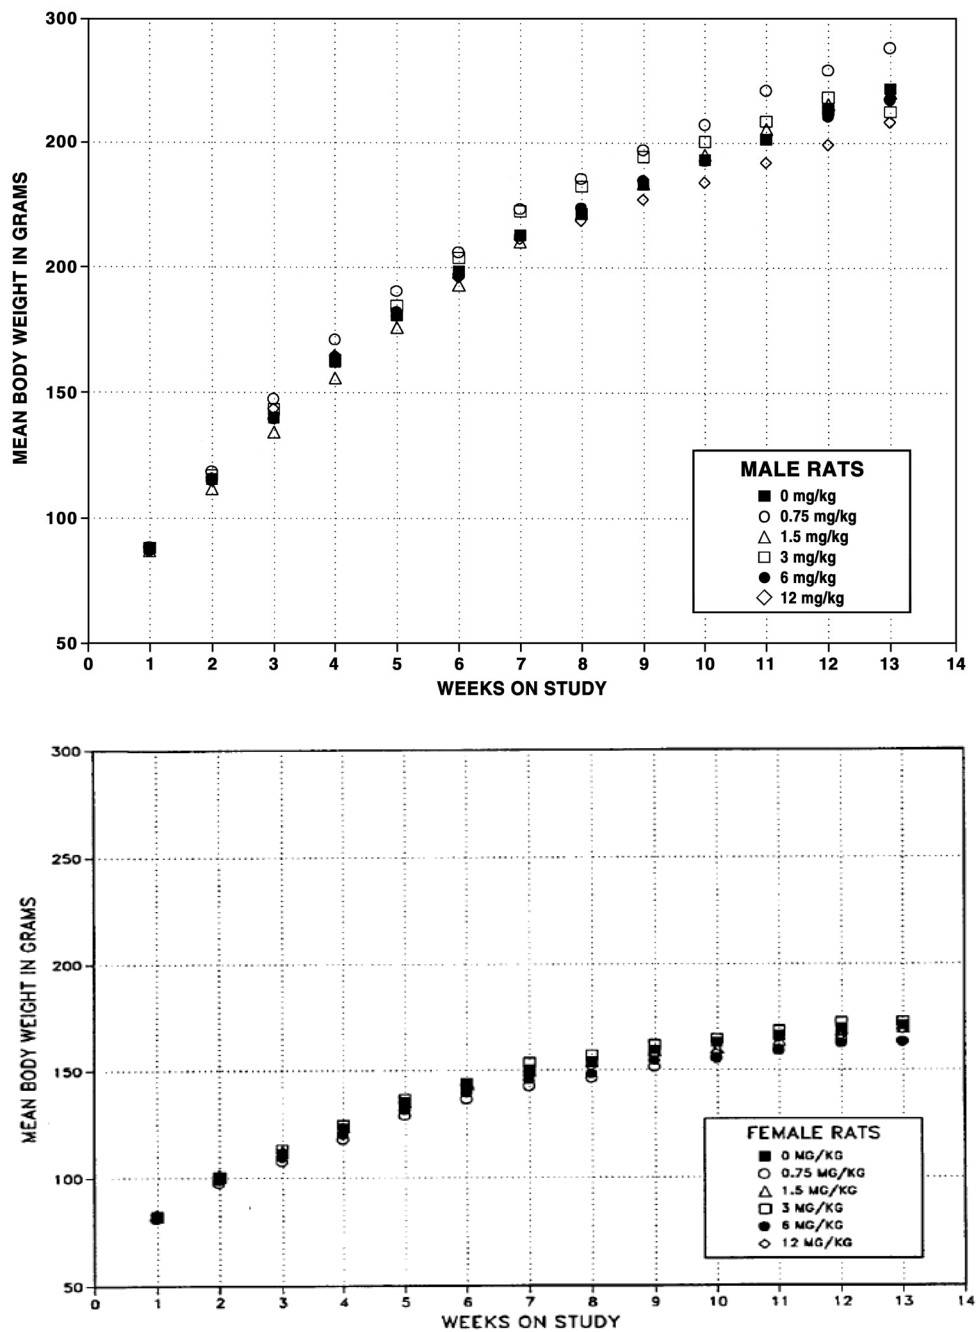 300
200
200
150
100
50
MEAN BODY WEIGHT IN GRAMS
MALE RATS
0 mg/kg
0.75 mg/kg
1.5 mg/kg
3 mg/kg
6 mg/kg
12 mg/kg
0 1 2 3 4 5 6 7 8 9 10 11 12 13 14
WEEKS ON STUDY
300
250
200
150
100
50
MEAN BODY WEIGHT IN GRAMS
FEMALE RATS
0 MG/KG
0.75 MG/KG
1.5 MG/KG
3 MG/KG
6 MG/KG
12 MG/KG
0 1 2 3 4 5 6 7 8 9 10 11 12 13 14
WEEKS ON STUDY